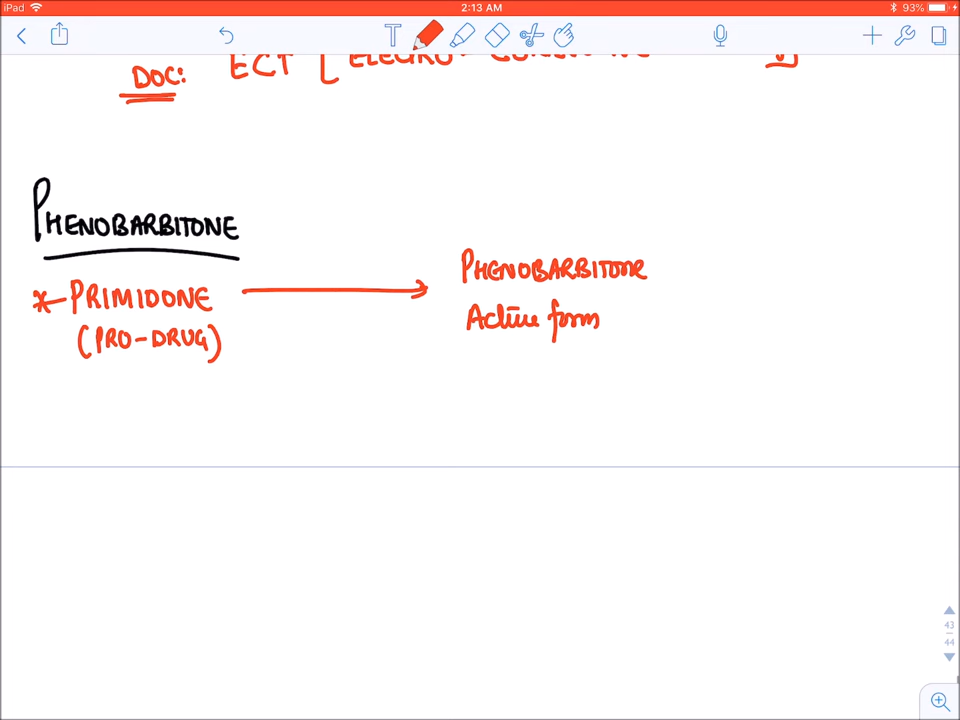 iPad 2:13 AM 93%
T
DOC: ECT [
PHENOBARBITONE
* PRIMIDONE → PHENOBARBITONE
(PRO-DRUG) Active form
43
44